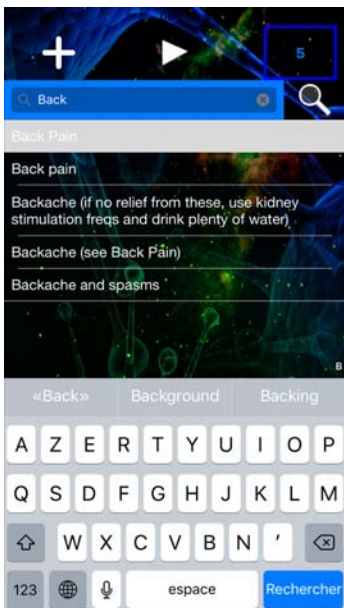 5
Back
Back Pain
Back pain
Backache (if no relief from these, use kidney
stimulation freqs and drink plenty of water)
Backache (see Back Pain)
Backache and spasms
B
«Back» Background Backing
A Z E R T Y U I O P
Q S D F G H J K L M
W X C V B N '
123 espace Rechercher